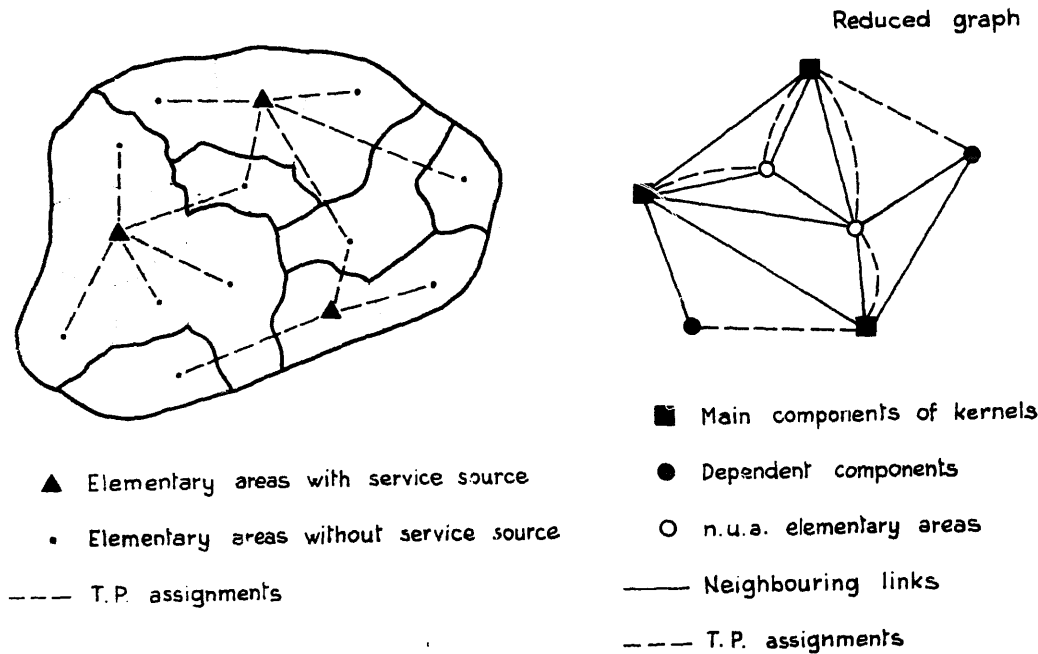 Reduced graph
Elementary areas with service source
Elementary areas without service source
T.P. assignments
Main components of kernels
Dependent components
n.u.a. elementary areas
Neighbouring links
T.P. assignments